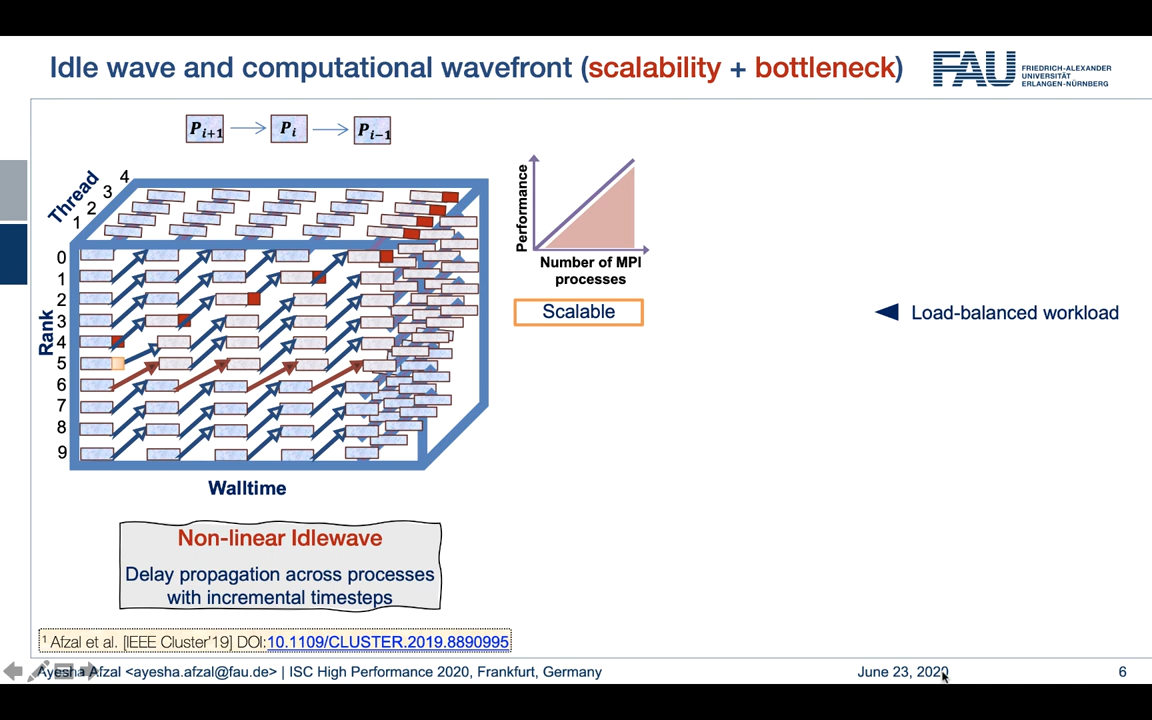 Idle wave and computational wavefront (scalability + bottleneck)
FAU
FRIEDRICH-ALEXANDER
UNIVERSITÄT
ERLANGEN-NÜRNBERG
Pi+1
Pi
Pi−1
Thread
1
2
3
4
Rank
0
1
2
3
4
5
6
7
8
9
Walltime
Performance
Number of MPI
processes
Scalable
Load-balanced workload
Non-linear Idlewave
Delay propagation across processes
with incremental timesteps
1 Afzal et al. [IEEE Cluster'19] DOI:10.1109/CLUSTER.2019.8890995
Ayesha Afzal <ayesha.afzal@fau.de> | ISC High Performance 2020, Frankfurt, Germany
June 23, 2020
6